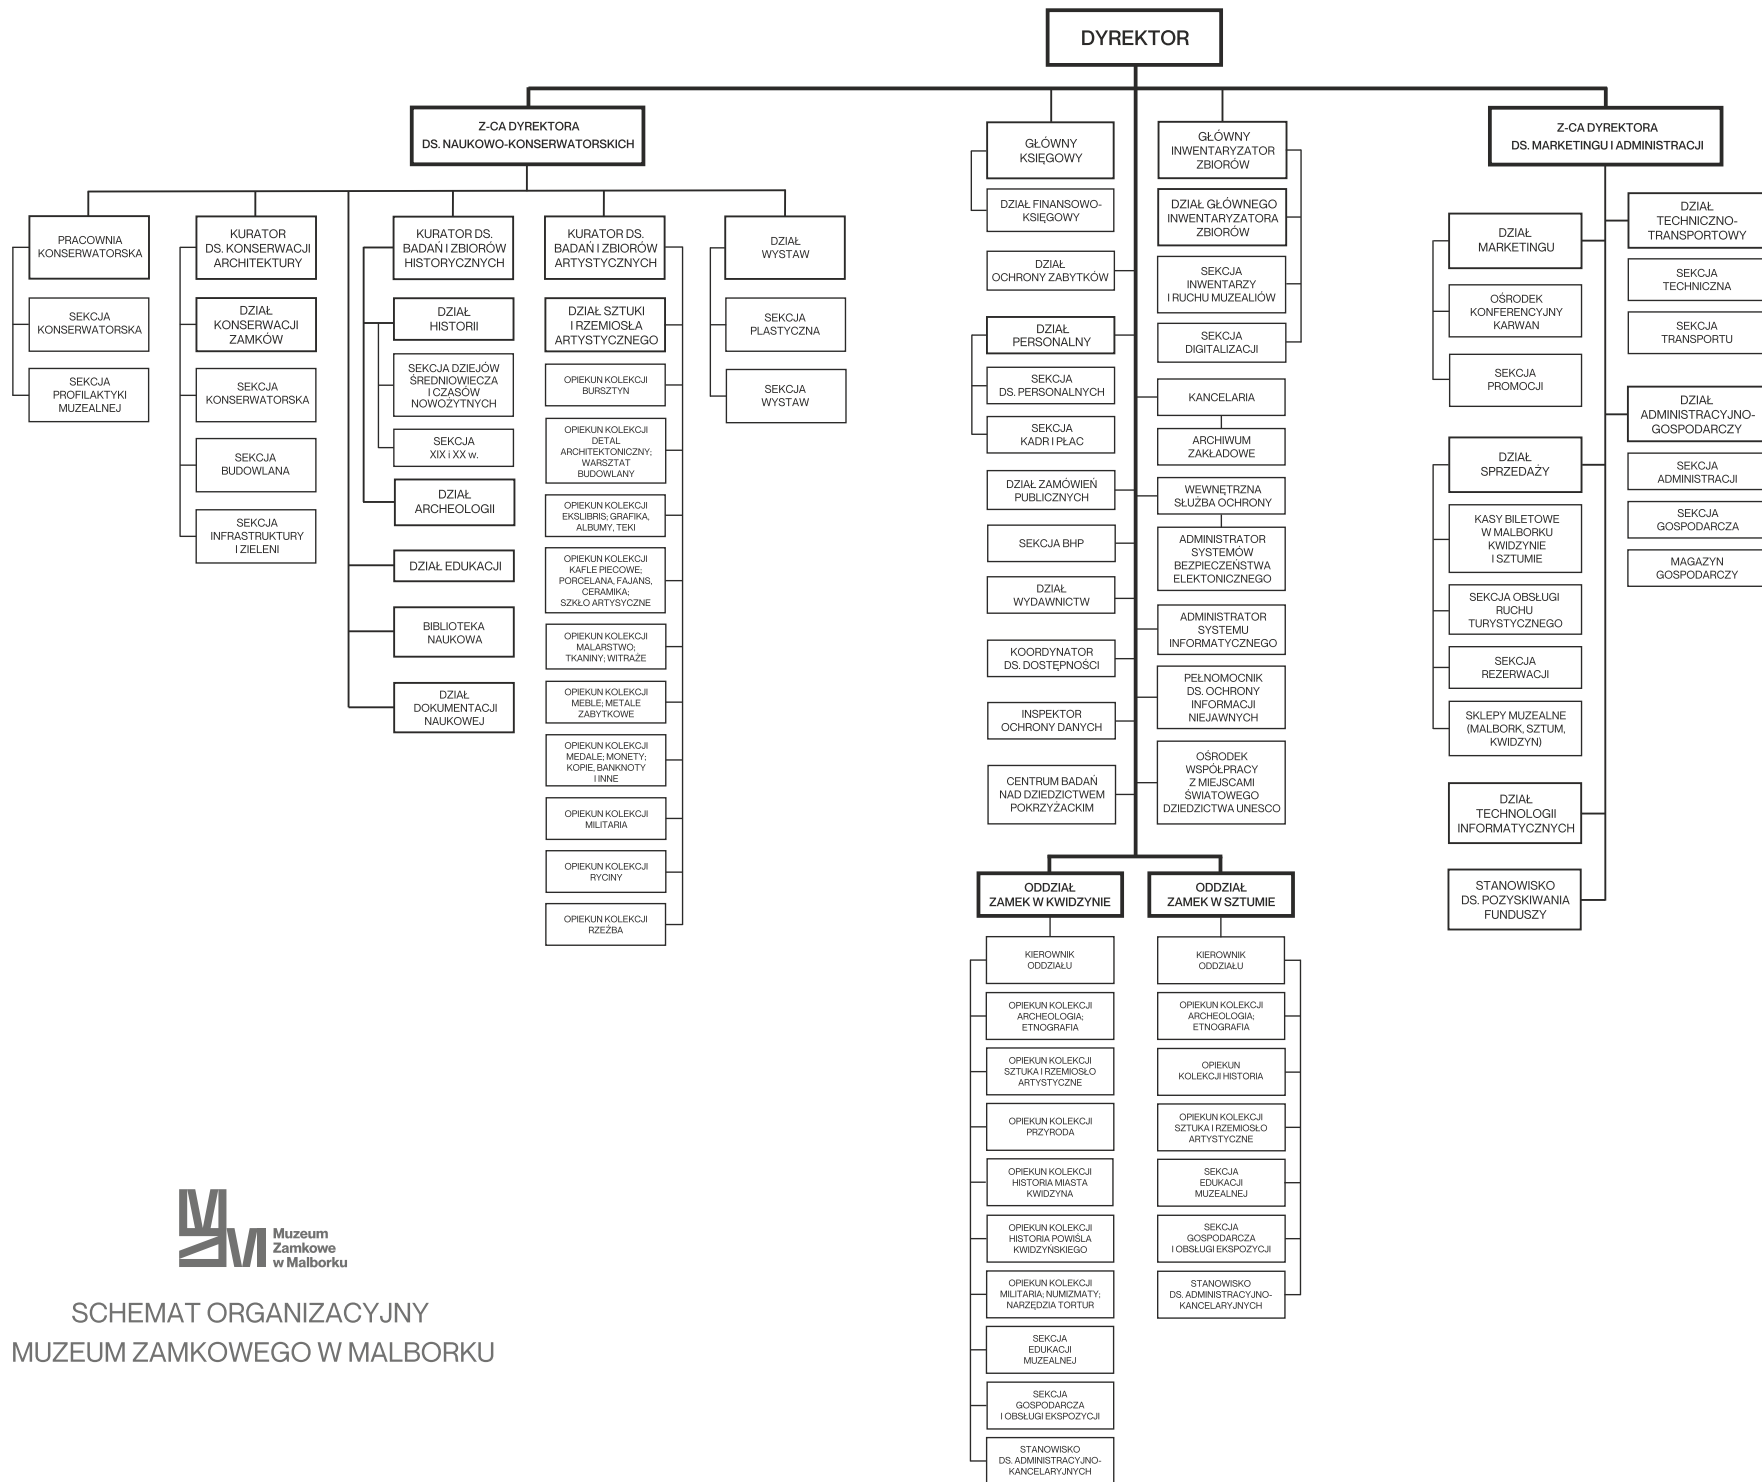 DYREKTOR
Z-CA DYREKTORA
DS. NAUKOWO-KONSERWATORSKICH
PRACOWNIA
KONSERWATORSKA
SEKCJA
KONSERWATORSKA
SEKCJA
PROFILAKTYKI
MUZEALNEJ
KURATOR
DS. KONSERWACJI
ARCHITEKTURY
DZIAŁ
KONSERWACJI
ZAMKÓW
SEKCJA
KONSERWATORSKA
SEKCJA
BUDOWLANA
SEKCJA
INFRASTRUKTURY
I ZIELENI
KURATOR DS.
BADAŃ I ZBIORÓW
HISTORYCZNYCH
DZIAŁ
HISTORII
SEKCJA DZIEJÓW
ŚREDNIOWIECZA
I CZASÓW
NOWOŻYTNYCH
SEKCJA
XIX i XX w.
DZIAŁ
ARCHEOLOGII
DZIAŁ EDUKACJI
BIBLIOTEKA
NAUKOWA
DZIAŁ
DOKUMENTACJI
NAUKOWEJ
KURATOR DS.
BADAŃ I ZBIORÓW
ARTYSTYCZNYCH
DZIAŁ SZTUKI
I RZEMIOSŁA
ARTYSTYCZNEGO
OPIEKUN KOLEKCJI
BURSZTYN
OPIEKUN KOLEKCJI
DETAL
ARCHITEKTONICZNY;
WARSZTAT
BUDOWLANY
OPIEKUN KOLEKCJI
EKSLIBRIS; GRAFIKA,
ALBUMY, TEKI
OPIEKUN KOLEKCJI
KAFLE PIECOWE;
PORCELANA, FAJANS,
CERAMIKA;
SZKŁO ARTYSYCZNE
OPIEKUN KOLEKCJI
MALARSTWO;
TKANINY; WITRAŻE
OPIEKUN KOLEKCJI
MEBLE; METALE
ZABYTKOWE
OPIEKUN KOLEKCJI
MEDALE; MONETY;
KOPIE, BANKNOTY
I INNE
OPIEKUN KOLEKCJI
MILITARIA
OPIEKUN KOLEKCJI
RYCINY
OPIEKUN KOLEKCJI
RZEŹBA
DZIAŁ
WYSTAW
SEKCJA
PLASTYCZNA
SEKCJA
WYSTAW
GŁÓWNY
KSIĘGOWY
DZIAŁ FINANSOWO-
KSIĘGOWY
DZIAŁ
OCHRONY ZABYTKÓW
DZIAŁ
PERSONALNY
SEKCJA
DS. PERSONALNYCH
SEKCJA
KADR I PŁAC
DZIAŁ ZAMÓWIEŃ
PUBLICZNYCH
SEKCJA BHP
DZIAŁ
WYDAWNICTW
KOORDYNATOR
DS. DOSTĘPNOŚCI
INSPEKTOR
OCHRONY DANYCH
CENTRUM BADAŃ
NAD DZIEDZICTWEM
POKRZYŻACKIM
GŁÓWNY
INWENTARYZATOR
ZBIORÓW
DZIAŁ GŁÓWNEGO
INWENTARYZATORA
ZBIORÓW
SEKCJA
INWENTARZY
I RUCHU MUZEALIÓW
SEKCJA
DIGITALIZACJI
KANCELARIA
ARCHIWUM
ZAKŁADOWE
WEWNĘTRZNA
SŁUŻBA OCHRONY
ADMINISTRATOR
SYSTEMÓW
BEZPIECZEŃSTWA
ELEKTONICZNEGO
ADMINISTRATOR
SYSTEMU
INFORMATYCZNEGO
PEŁNOMOCNIK
DS. OCHRONY
INFORMACJI
NIEJAWNYCH
OŚRODEK
WSPÓŁPRACY
Z MIEJSCAMI
ŚWIATOWEGO
DZIEDZICTWA UNESCO
ODDZIAŁ
ZAMEK W KWIDZYNIE
KIEROWNIK
ODDZIAŁU
OPIEKUN KOLEKCJI
ARCHEOLOGIA;
ETNOGRAFIA
OPIEKUN KOLEKCJI
SZTUKA I RZEMIOSŁO
ARTYSTYCZNE
OPIEKUN KOLEKCJI
PRZYRODA
OPIEKUN KOLEKCJI
HISTORIA MIASTA
KWIDZYNA
OPIEKUN KOLEKCJI
HISTORIA POWIŚLA
KWIDZYŃSKIEGO
OPIEKUN KOLEKCJI
MILITARIA; NUMIZMATY;
NARZĘDZIA TORTUR
SEKCJA
EDUKACJI
MUZEALNEJ
SEKCJA
GOSPODARCZA
I OBSŁUGI EKSPOZYCJI
STANOWISKO
DS. ADMINISTRACYJNO-
KANCELARYJNYCH
ODDZIAŁ
ZAMEK W SZTUMIE
KIEROWNIK
ODDZIAŁU
OPIEKUN KOLEKCJI
ARCHEOLOGIA;
ETNOGRAFIA
OPIEKUN
KOLEKCJI HISTORIA
OPIEKUN KOLEKCJI
SZTUKA I RZEMIOSŁO
ARTYSTYCZNE
SEKCJA
EDUKACJI
MUZEALNEJ
SEKCJA
GOSPODARCZA
I OBSŁUGI EKSPOZYCJI
STANOWISKO
DS. ADMINISTRACYJNO-
KANCELARYJNYCH
Z-CA DYREKTORA
DS. MARKETINGU I ADMINISTRACJI
DZIAŁ
MARKETINGU
OŚRODEK
KONFERENCYJNY
KARWAN
SEKCJA
PROMOCJI
DZIAŁ
SPRZEDAŻY
KASY BILETOWE
W MALBORKU
KWIDZYNIE
I SZTUMIE
SEKCJA OBSŁUGI
RUCHU
TURYSTYCZNEGO
SEKCJA
REZERWACJI
SKLEPY MUZEALNE
(MALBORK, SZTUM,
KWIDZYN)
DZIAŁ
TECHNOLOGII
INFORMATYCZNYCH
STANOWISKO
DS. POZYSKIWANIA
FUNDUSZY
DZIAŁ
TECHNICZNO-
TRANSPORTOWY
SEKCJA
TECHNICZNA
SEKCJA
TRANSPORTU
DZIAŁ
ADMINISTRACYJNO-
GOSPODARCZY
SEKCJA
ADMINISTRACJI
SEKCJA
GOSPODARCZA
MAGAZYN
GOSPODARCZY
Muzeum
Zamkowe
w Malborku
SCHEMAT ORGANIZACYJNY
MUZEUM ZAMKOWEGO W MALBORKU